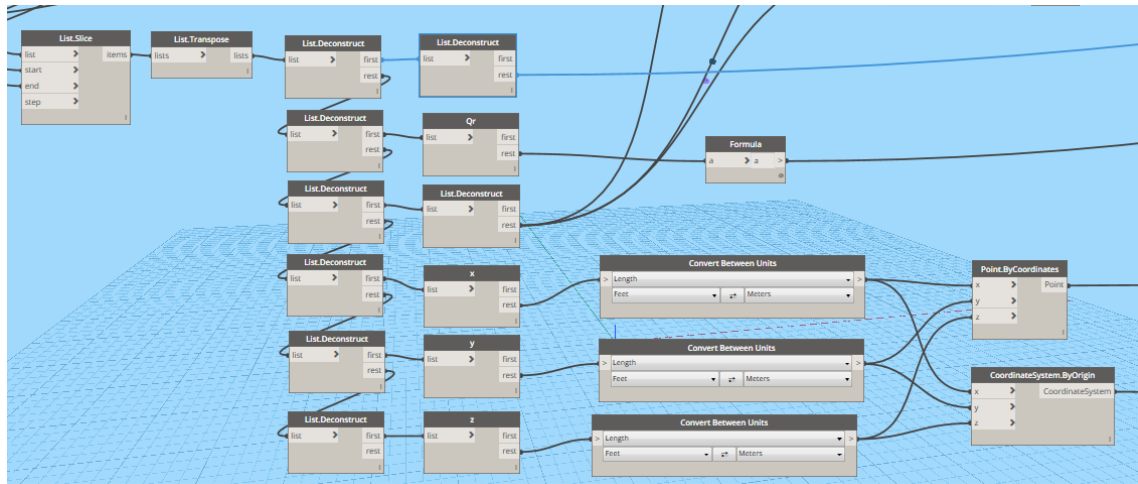 List.Slice
list > items
start >
end >
step >
l
List.Transpose
lists > lists
l
List.Deconstruct
list > first
rest
l
List.Deconstruct
list > first
rest
l
List.Deconstruct
list > first
rest
l
Qr
list > first
rest
l
Formula
a > a >
List.Deconstruct
list > first
rest
l
List.Deconstruct
list > first
rest
l
List.Deconstruct
list > first
rest
l
x
list > first
rest
l
Convert Between Units
> Length >
Feet Meters
Point.ByCoordinates
x > Point
y >
z >
l
List.Deconstruct
list > first
rest
l
y
list > first
rest
l
Convert Between Units
> Length >
Feet Meters
CoordinateSystem.ByOrigin
x > CoordinateSystem
y >
z >
l
List.Deconstruct
list > first
rest
l
z
list > first
rest
l
Convert Between Units
> Length >
Feet Meters